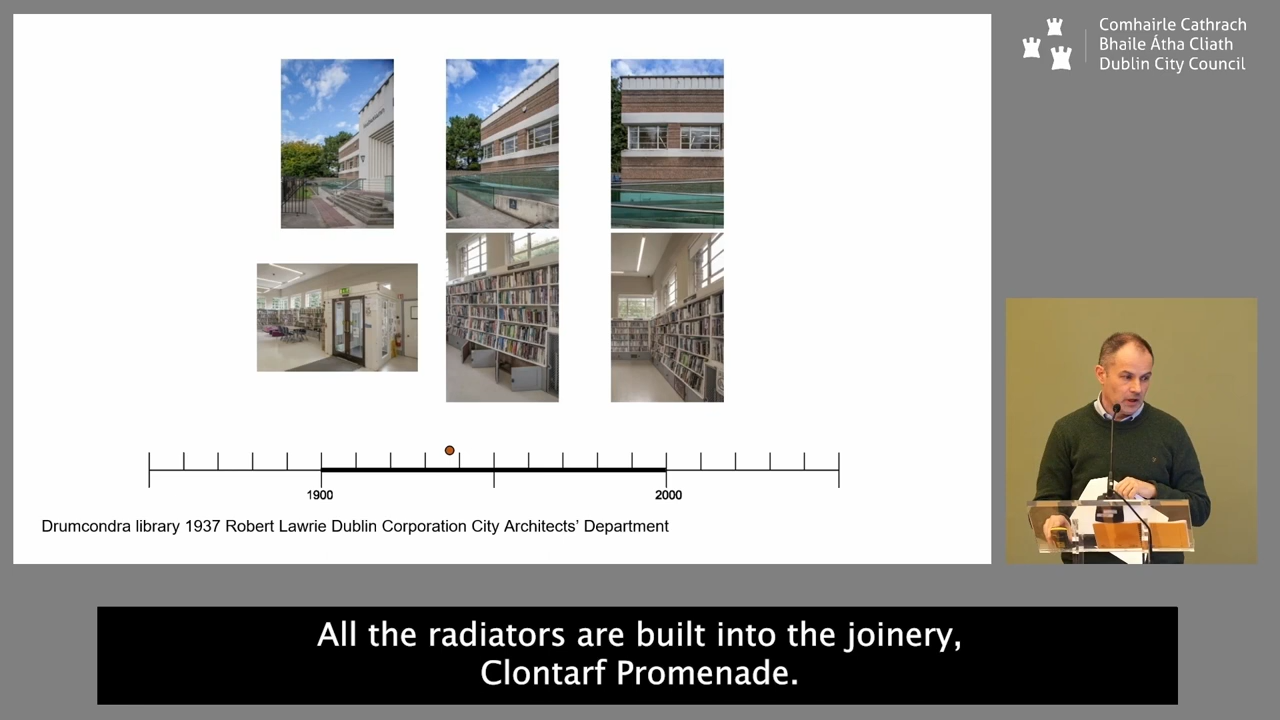 Comhairle Cathrach
Bhaile Átha Cliath
Dublin City Council
1900
2000
Drumcondra library 1937 Robert Lawrie Dublin Corporation City Architects’ Department
All the radiators are built into the joinery,
Clontarf Promenade.